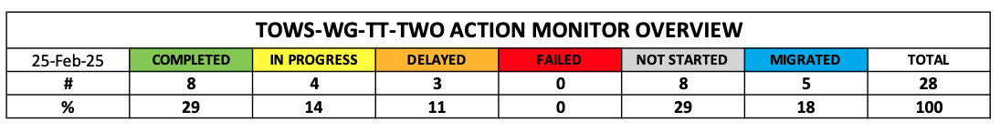 TOWS-WG-TT-TWO ACTION MONITOR OVERVIEW
25-Feb-25 COMPLETED IN PROGRESS DELAYED FAILED NOT STARTED MIGRATED TOTAL
# 8 4 3 0 8 5 28
% 29 14 11 0 29 18 100